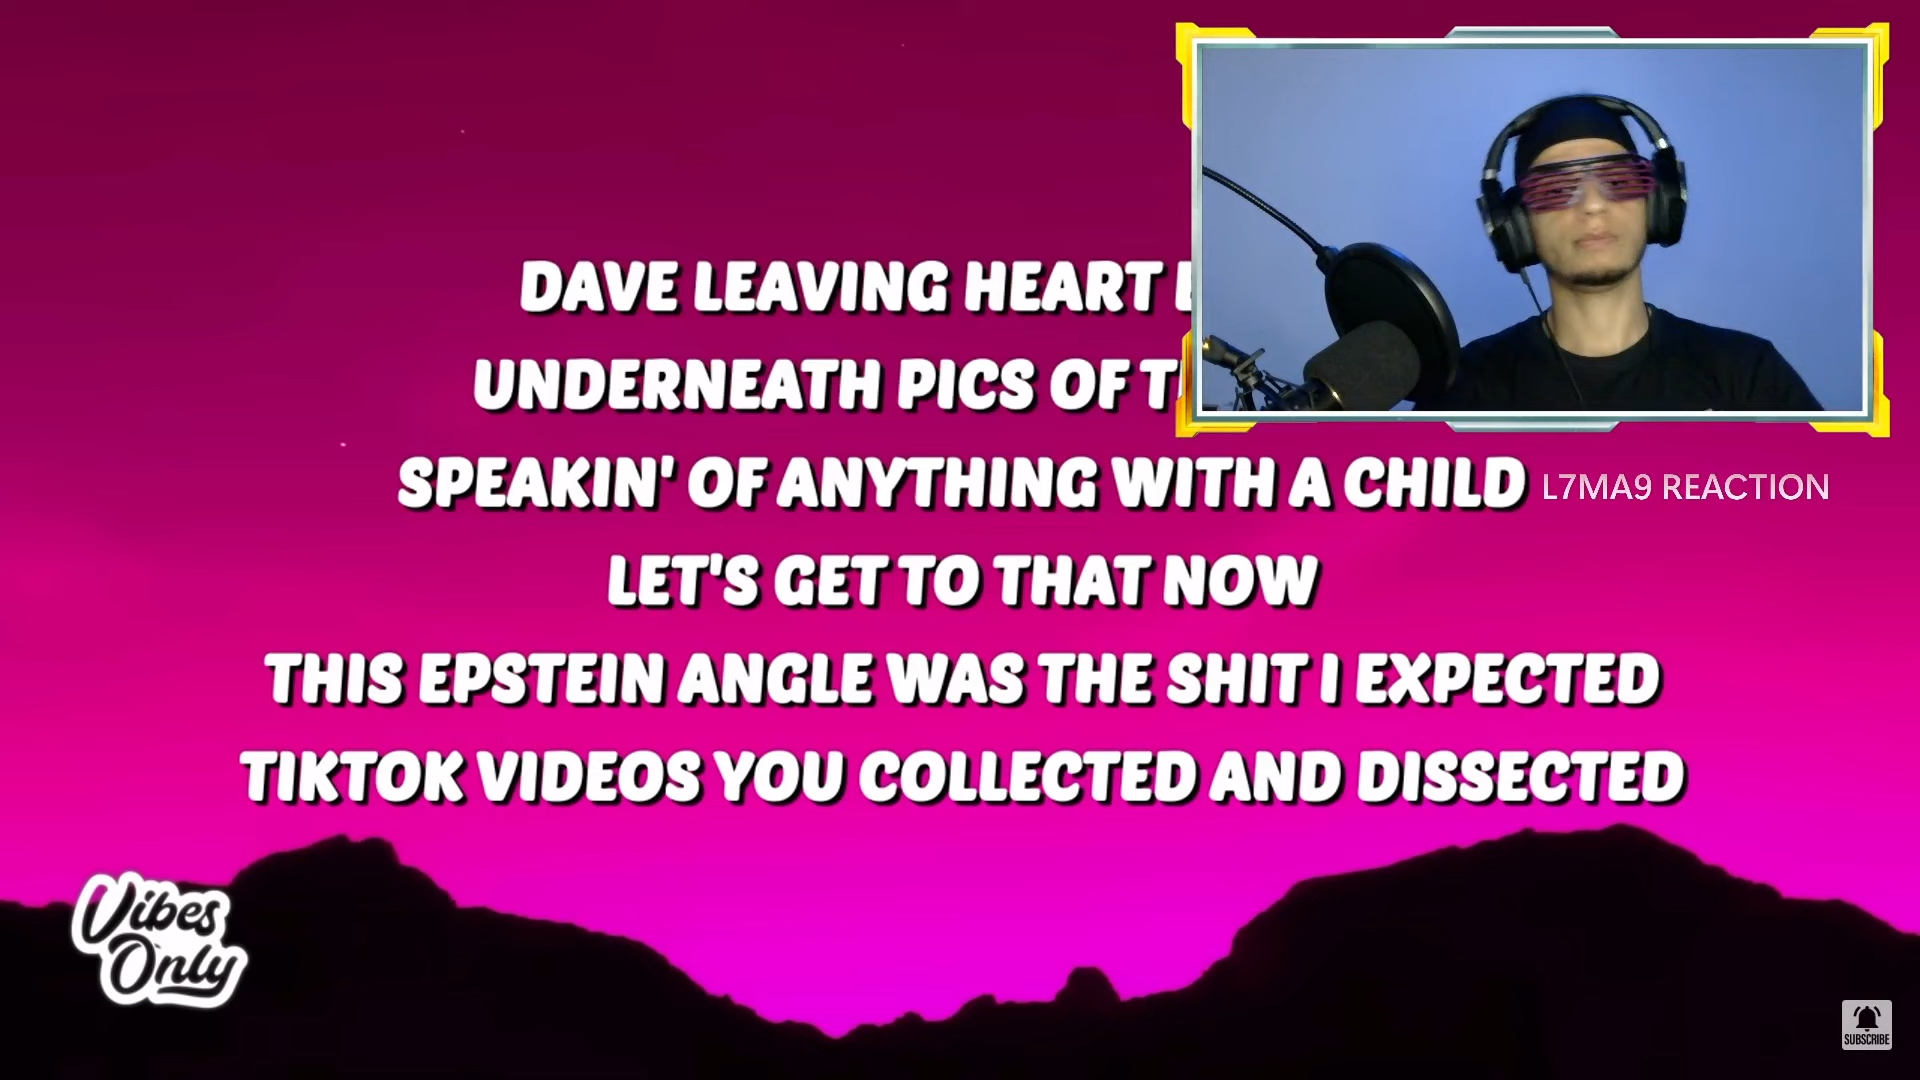 DAVE LEAVING HEART
UNDERNEATH PICS OF
SPEAKIN' OF ANYTHING WITH A CHILD
L7MA9 REACTION
LET'S GET TO THAT NOW
THIS EPSTEIN ANGLE WAS THE SHIT I EXPECTED
TIKTOK VIDEOS YOU COLLECTED AND DISSECTED
Vibes
Only
SUBSCRIBE